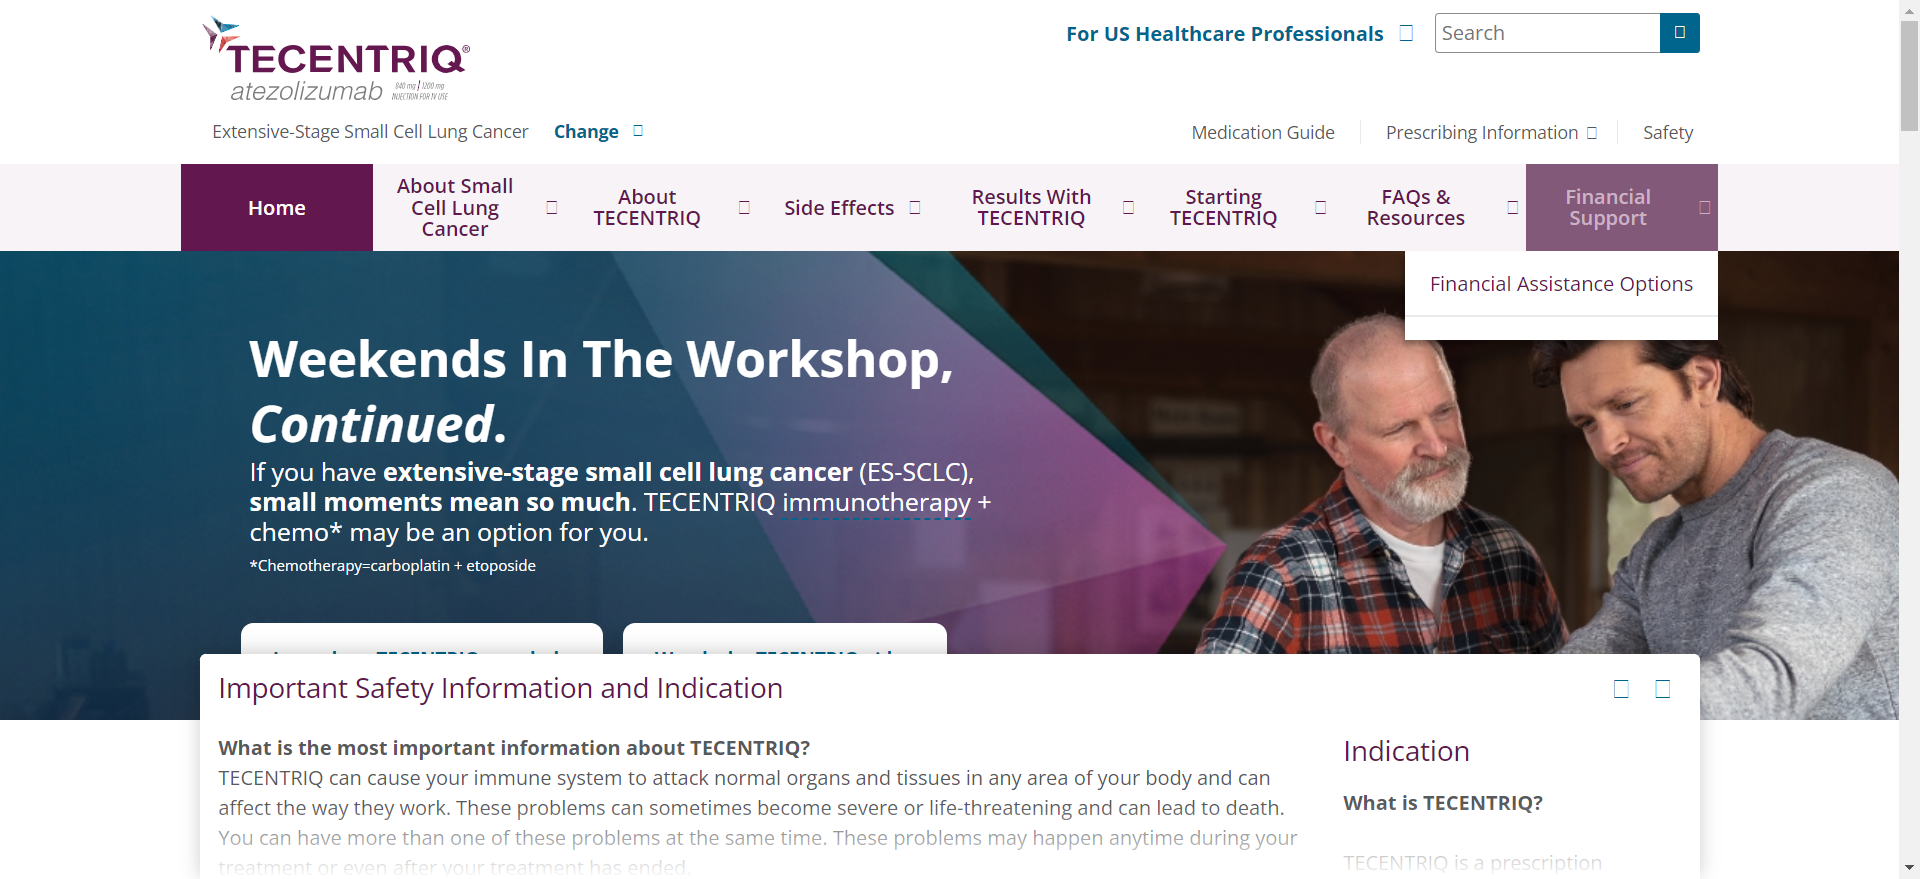 For US Healthcare Professionals
Search
TECENTRIQ®
atezolizumab 840 mg | 1200 mg
INJECTION FOR IV USE
Extensive-Stage Small Cell Lung Cancer Change
Medication Guide Prescribing Information Safety
Home
About Small
Cell Lung
Cancer
About
TECENTRIQ
Side Effects
Results With
TECENTRIQ
Starting
TECENTRIQ
FAQs &
Resources
Financial
Support
Financial Assistance Options
Weekends In The Workshop,
Continued.
If you have extensive-stage small cell lung cancer (ES-SCLC),
small moments mean so much. TECENTRIQ immunotherapy +
chemo* may be an option for you.
*Chemotherapy=carboplatin + etoposide
Important Safety Information and Indication
What is the most important information about TECENTRIQ?
TECENTRIQ can cause your immune system to attack normal organs and tissues in any area of your body and can
affect the way they work. These problems can sometimes become severe or life-threatening and can lead to death.
You can have more than one of these problems at the same time. These problems may happen anytime during your
treatment or even after your treatment has ended.
Indication
What is TECENTRIQ?
TECENTRIQ is a prescription